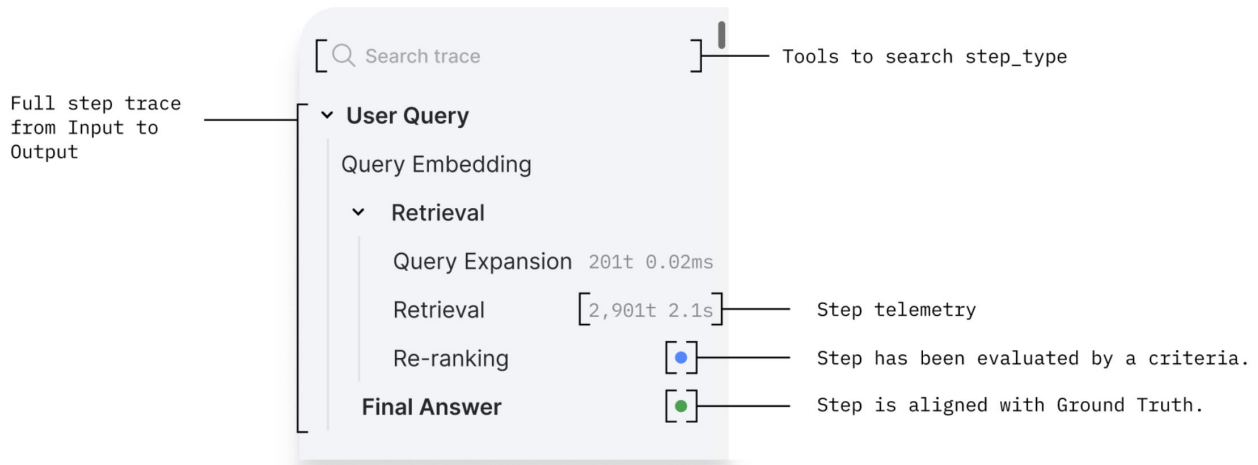 Search trace
Tools to search step_type
Full step trace
from Input to
Output
User Query
Query Embedding
Retrieval
Query Expansion 201t 0.02ms
Retrieval 2,901t 2.1s
Step telemetry
Re-ranking
Step has been evaluated by a criteria.
Final Answer
Step is aligned with Ground Truth.